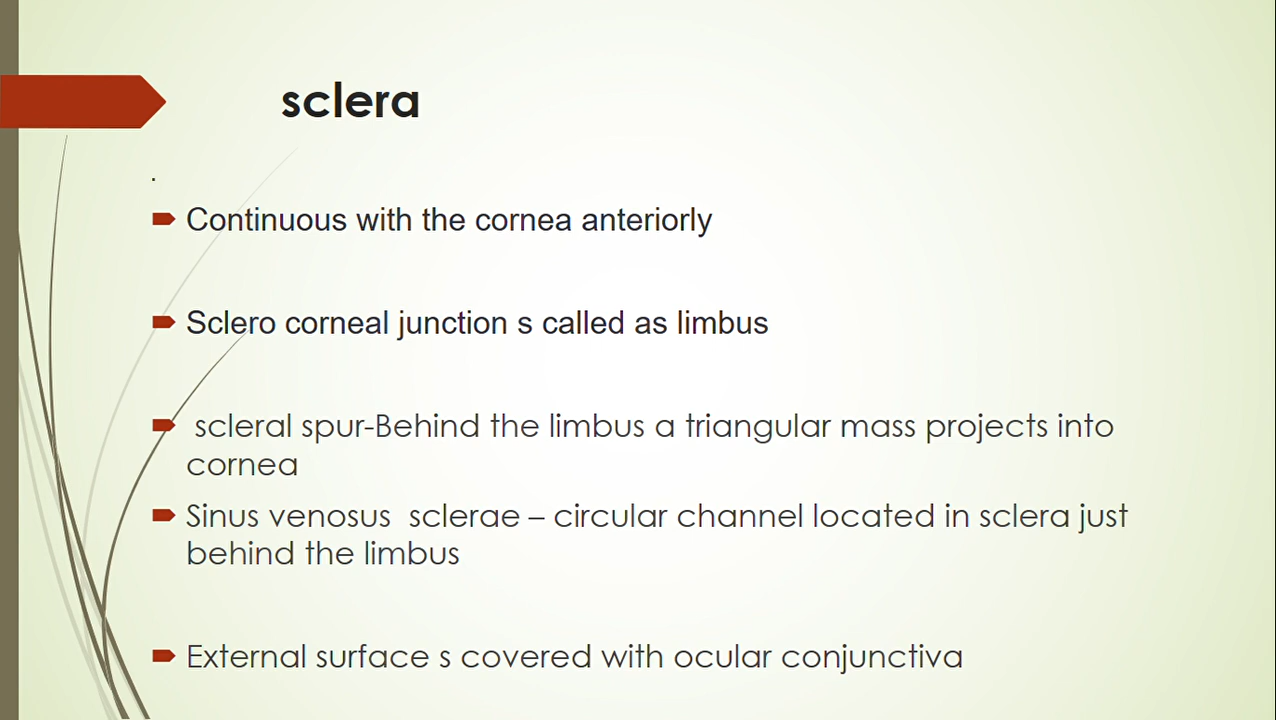 sclera
.
Continuous with the cornea anteriorly
Sclero corneal junction s called as limbus
scleral spur-Behind the limbus a triangular mass projects into
cornea
Sinus venosus  sclerae – circular channel located in sclera just
behind the limbus
External surface s covered with ocular conjunctiva